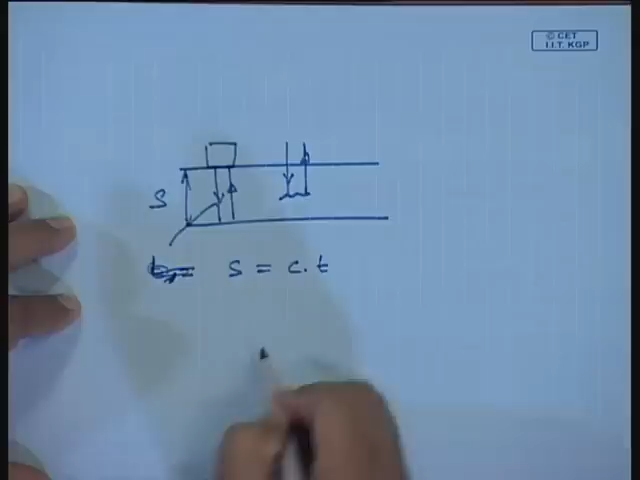 © CET
I.I.T. KGP
S
S = C.t